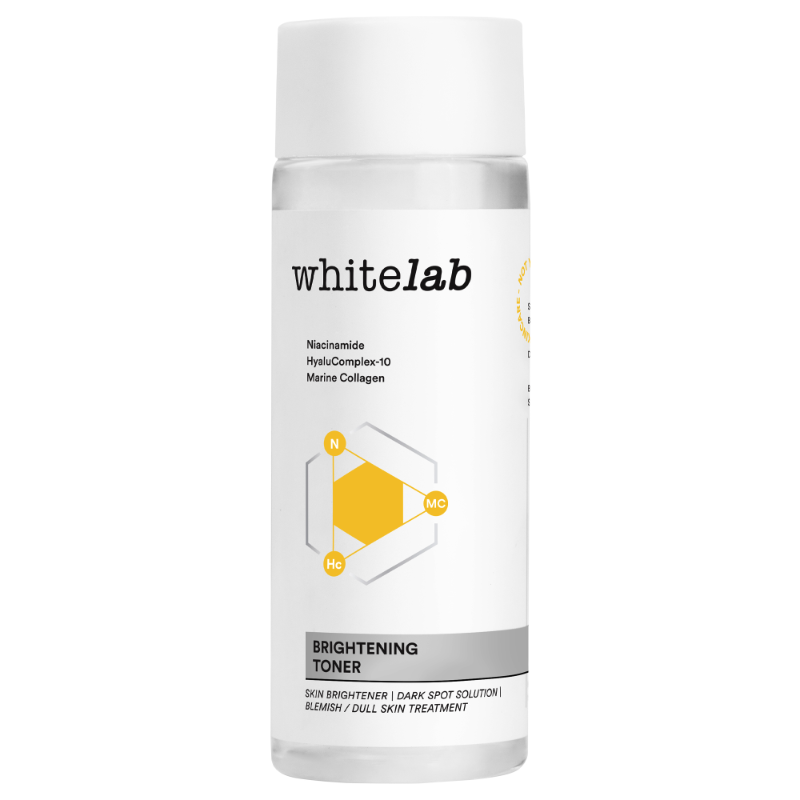 whitelab
Niacinamide
HyaluComplex-10
Marine Collagen
N
MC
Hc
BRIGHTENING
TONER
SKIN BRIGHTENER | DARK SPOT SOLUTION |
BLEMISH / DULL SKIN TREATMENT